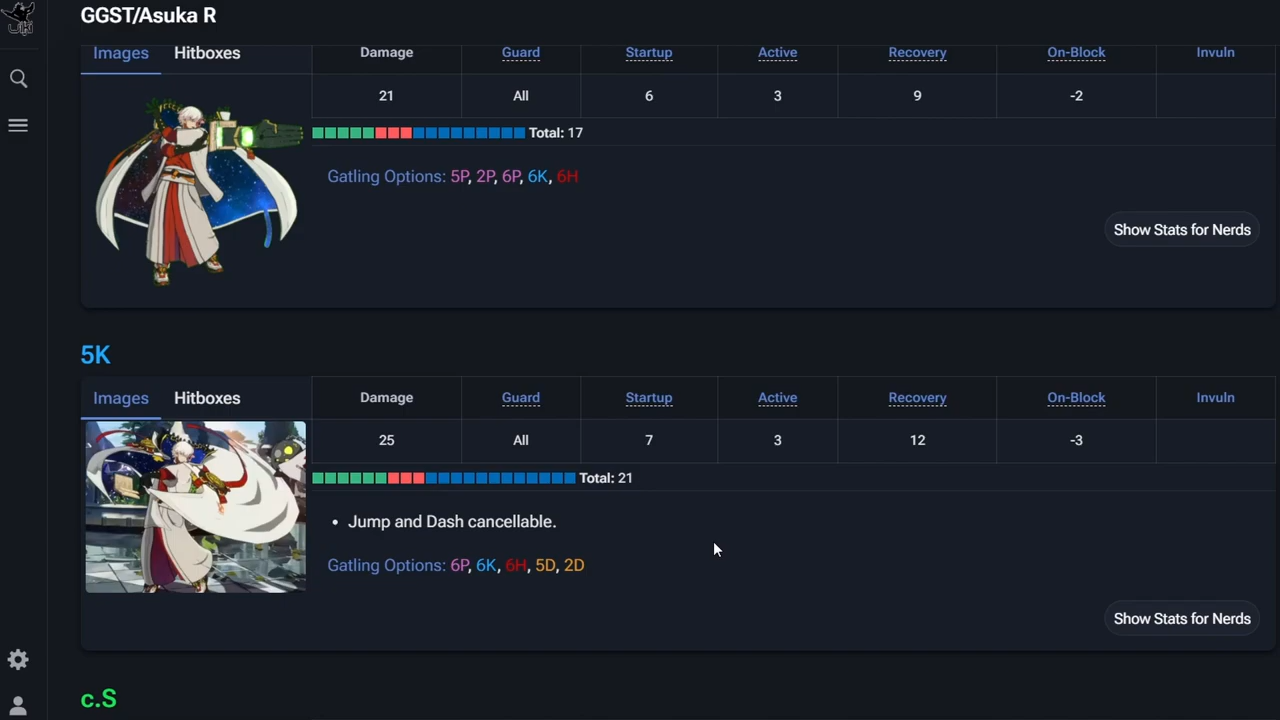 GGST/Asuka R
Images Hitboxes Damage Guard Startup Active Recovery On-Block Invuln
21 All 6 3 9 -2
Total: 17
Gatling Options: 5P, 2P, 6P, 6K, 6H
Show Stats for Nerds
5K
Images Hitboxes Damage Guard Startup Active Recovery On-Block Invuln
25 All 7 3 12 -3
Total: 21
• Jump and Dash cancellable.
Gatling Options: 6P, 6K, 6H, 5D, 2D
Show Stats for Nerds
c.S